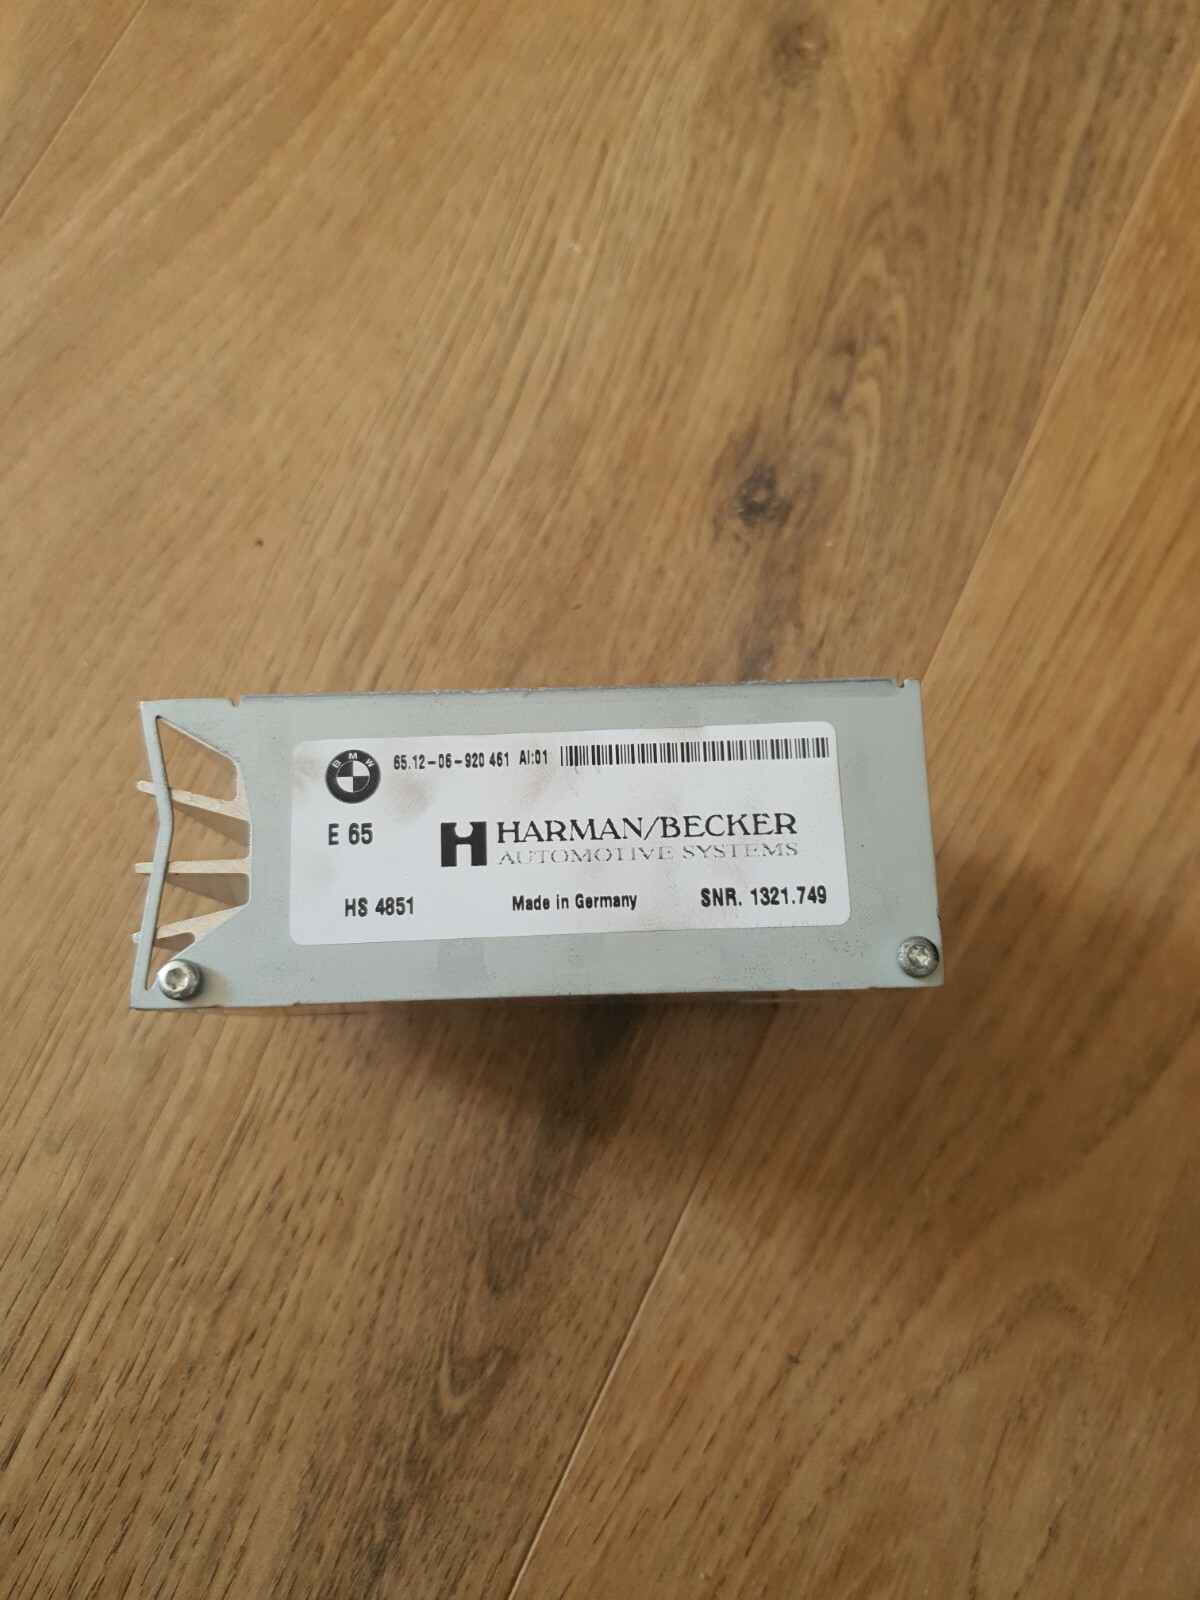 BMW
65.12-06-920 461 AI:01
E 65
H HARMAN/BECKER
AUTOMOTIVE SYSTEMS
HS 4851 Made in Germany SNR. 1321.749